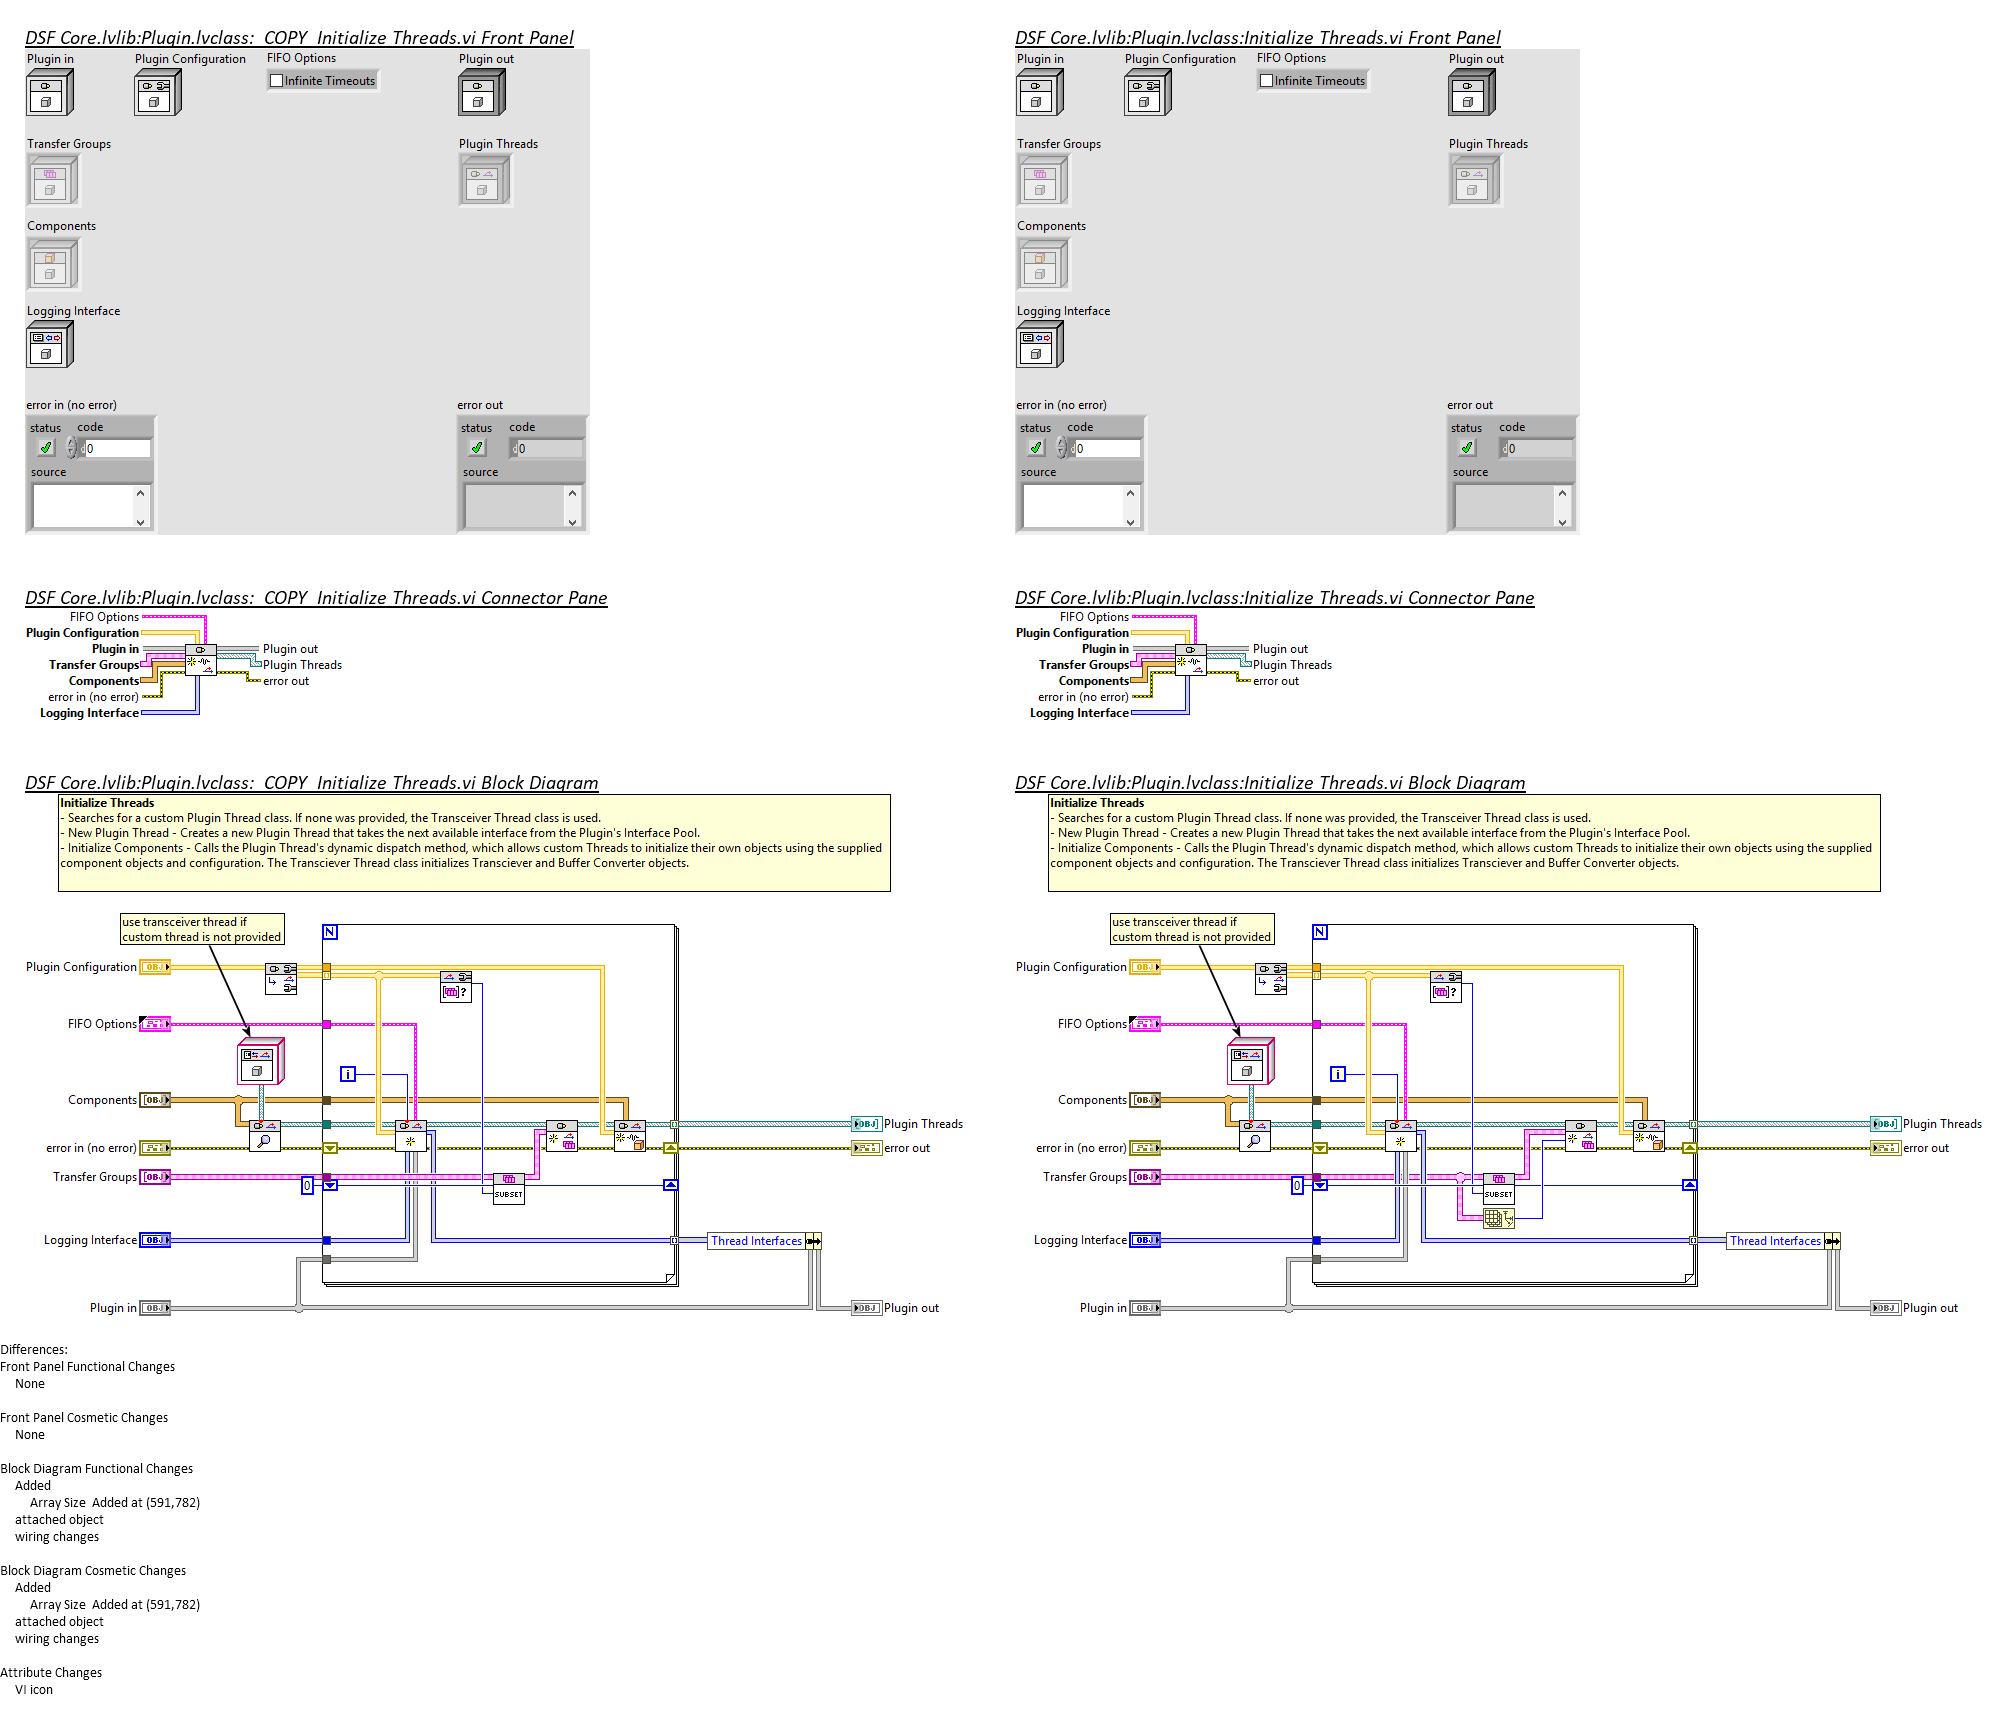 DSF Core.lvlib:Plugin.lvclass:_COPY_Initialize Threads.vi Front Panel
Plugin in
Plugin Configuration
FIFO Options
Infinite Timeouts
Plugin out
Transfer Groups
Plugin Threads
Components
Logging Interface
error in (no error)
status
code
0
source
error out
status
code
0
source
DSF Core.lvlib:Plugin.lvclass:Initialize Threads.vi Front Panel
Plugin in
Plugin Configuration
FIFO Options
Infinite Timeouts
Plugin out
Transfer Groups
Plugin Threads
Components
Logging Interface
error in (no error)
status
code
0
source
error out
status
code
0
source
DSF Core.lvlib:Plugin.lvclass:_COPY_Initialize Threads.vi Connector Pane
FIFO Options
Plugin Configuration
Plugin in
Transfer Groups
Components
error in (no error)
Logging Interface
Plugin out
Plugin Threads
error out
DSF Core.lvlib:Plugin.lvclass:Initialize Threads.vi Connector Pane
FIFO Options
Plugin Configuration
Plugin in
Transfer Groups
Components
error in (no error)
Logging Interface
Plugin out
Plugin Threads
error out
DSF Core.lvlib:Plugin.lvclass:_COPY_Initialize Threads.vi Block Diagram
Initialize Threads
- Searches for a custom Plugin Thread class. If none was provided, the Transceiver Thread class is used.
- New Plugin Thread - Creates a new Plugin Thread that takes the next available interface from the Plugin's Interface Pool.
- Initialize Components - Calls the Plugin Thread's dynamic dispatch method, which allows custom Threads to initialize their own objects using the supplied
component objects and configuration. The Transciever Thread class initializes Transciever and Buffer Converter objects.
use transceiver thread if
custom thread is not provided
N
Plugin Configuration
OBJ
?
FIFO Options
i
Components
OBJ
Plugin Threads
OBJ
error in (no error)
error out
Transfer Groups
OBJ
0
SUBSET
Logging Interface
OBJ
Thread Interfaces
Plugin in
OBJ
OBJ
Plugin out
DSF Core.lvlib:Plugin.lvclass:Initialize Threads.vi Block Diagram
Initialize Threads
- Searches for a custom Plugin Thread class. If none was provided, the Transceiver Thread class is used.
- New Plugin Thread - Creates a new Plugin Thread that takes the next available interface from the Plugin's Interface Pool.
- Initialize Components - Calls the Plugin Thread's dynamic dispatch method, which allows custom Threads to initialize their own objects using the supplied
component objects and configuration. The Transciever Thread class initializes Transciever and Buffer Converter objects.
use transceiver thread if
custom thread is not provided
N
Plugin Configuration
OBJ
?
FIFO Options
i
Components
OBJ
OBJ
Plugin Threads
error in (no error)
error out
Transfer Groups
OBJ
0
SUBSET
Logging Interface
OBJ
Thread Interfaces
Plugin in
OBJ
OBJ
Plugin out
Differences:
Front Panel Functional Changes
None
Front Panel Cosmetic Changes
None
Block Diagram Functional Changes
Added
Array Size  Added at (591,782)
attached object
wiring changes
Block Diagram Cosmetic Changes
Added
Array Size  Added at (591,782)
attached object
wiring changes
Attribute Changes
VI icon